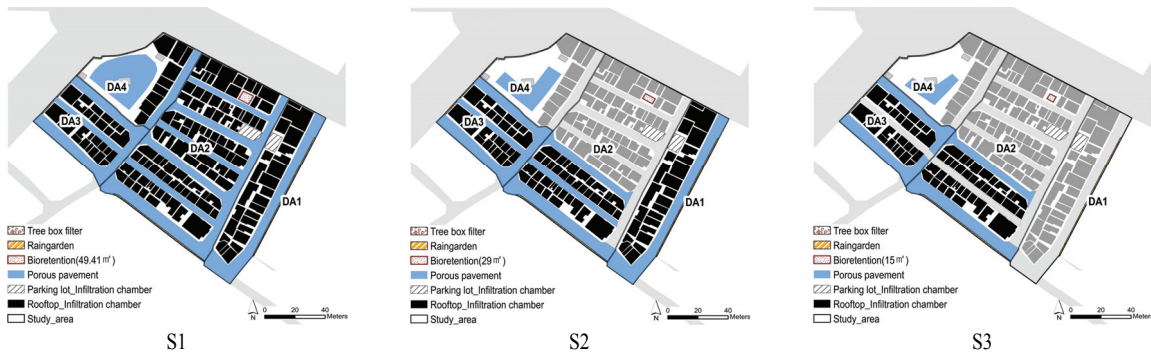 DA4
DA3
DA2
DA1
Tree box filter
Raingarden
Bioretention(49.41㎡)
Porous pavement
Parking lot_Infiltration chamber
Rooftop_Infiltration chamber
Study_area
N
0 20 40
Meters
S1
DA4
DA3
DA2
DA1
Tree box filter
Raingarden
Bioretention(29㎡)
Porous pavement
Parking lot_Infiltration chamber
Rooftop_Infiltration chamber
Study_area
N
0 20 40
Meters
S2
DA4
DA3
DA2
DA1
Tree box filter
Raingarden
Bioretention(15㎡)
Porous pavement
Parking lot_Infiltration chamber
Rooftop_Infiltration chamber
Study_area
N
0 20 40
Meters
S3